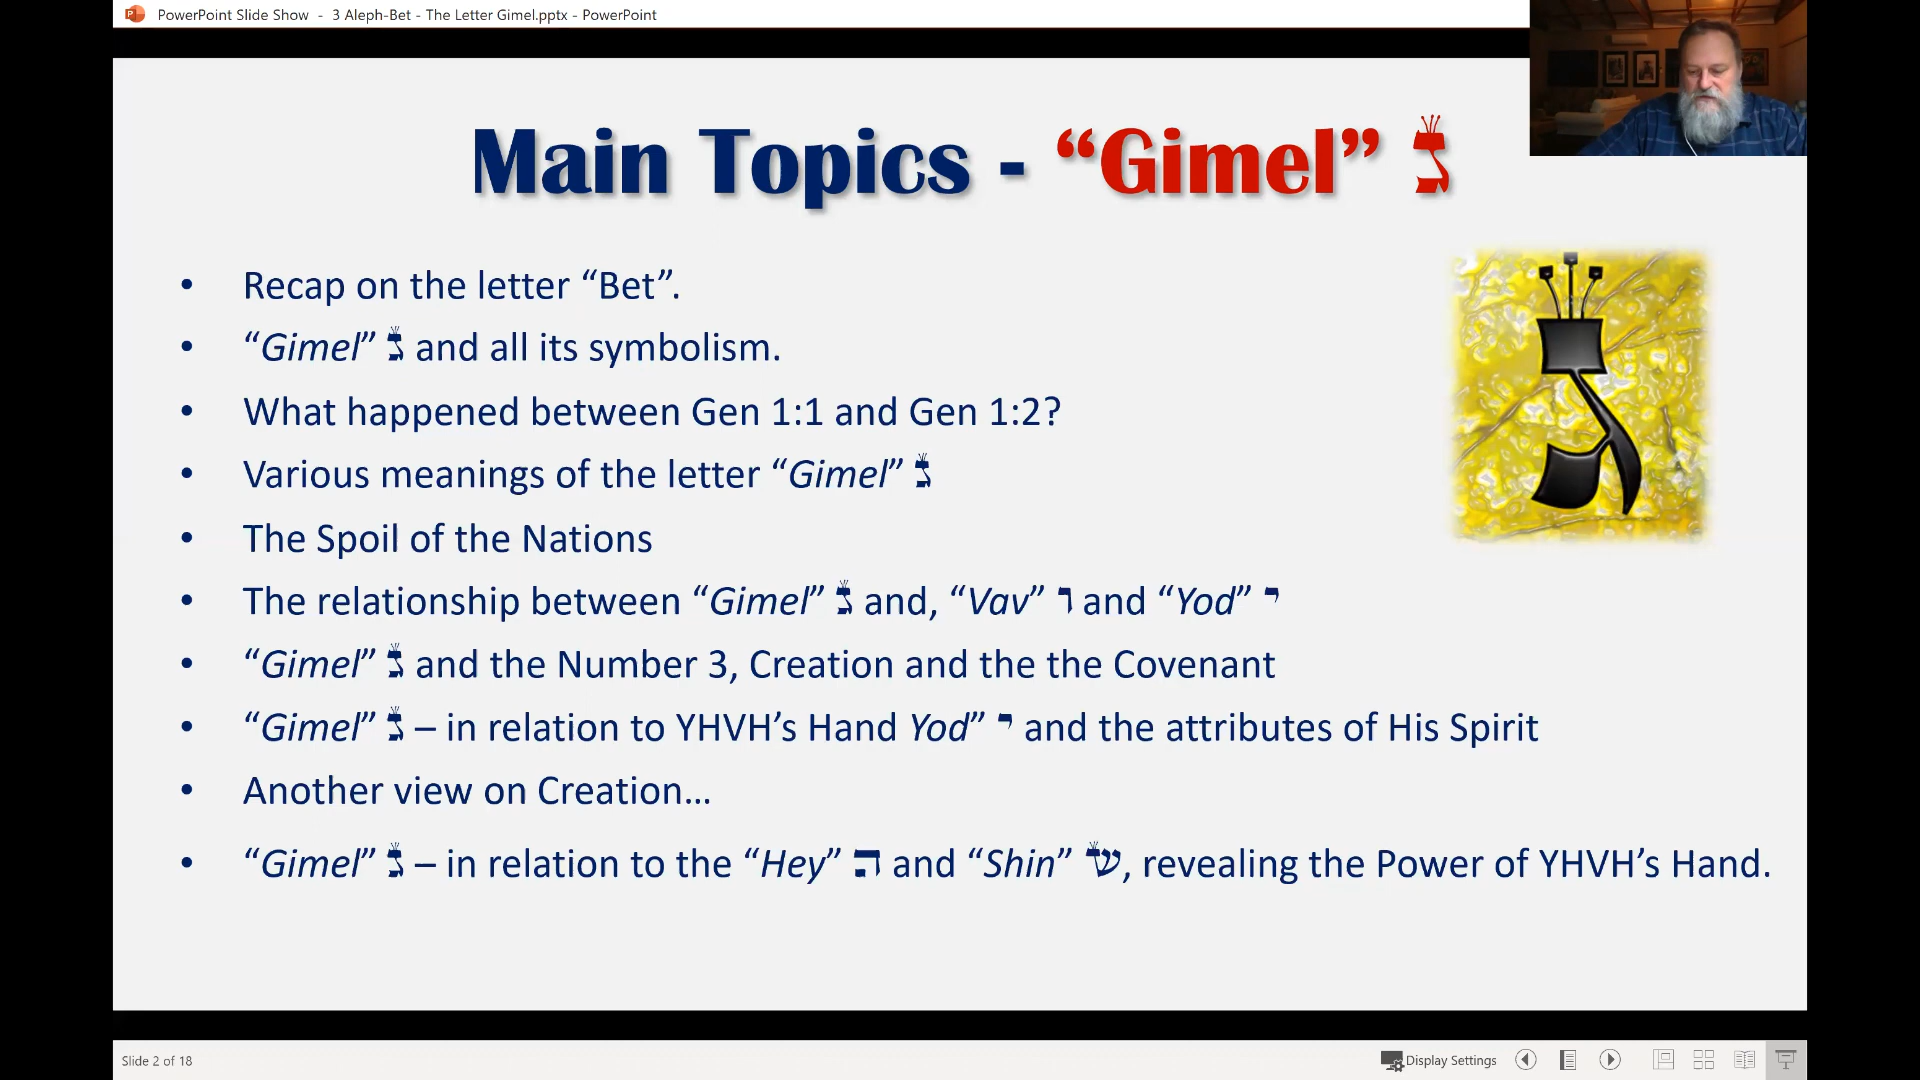 PowerPoint Slide Show - 3 Aleph-Bet - The Letter Gimel.pptx - PowerPoint
Main Topics - “Gimel” ג
• Recap on the letter “Bet”.
• “Gimel” ג and all its symbolism.
• What happened between Gen 1:1 and Gen 1:2?
• Various meanings of the letter “Gimel” ג
• The Spoil of the Nations
• The relationship between “Gimel” ג and, “Vav” ו and “Yod” י
• “Gimel” ג and the Number 3, Creation and the the Covenant
• “Gimel” ג – in relation to YHVH’s Hand Yod” י and the attributes of His Spirit
• Another view on Creation…
• “Gimel” ג – in relation to the “Hey” ה and “Shin” ש, revealing the Power of YHVH’s Hand.
ג
Slide 2 of 18
Display Settings